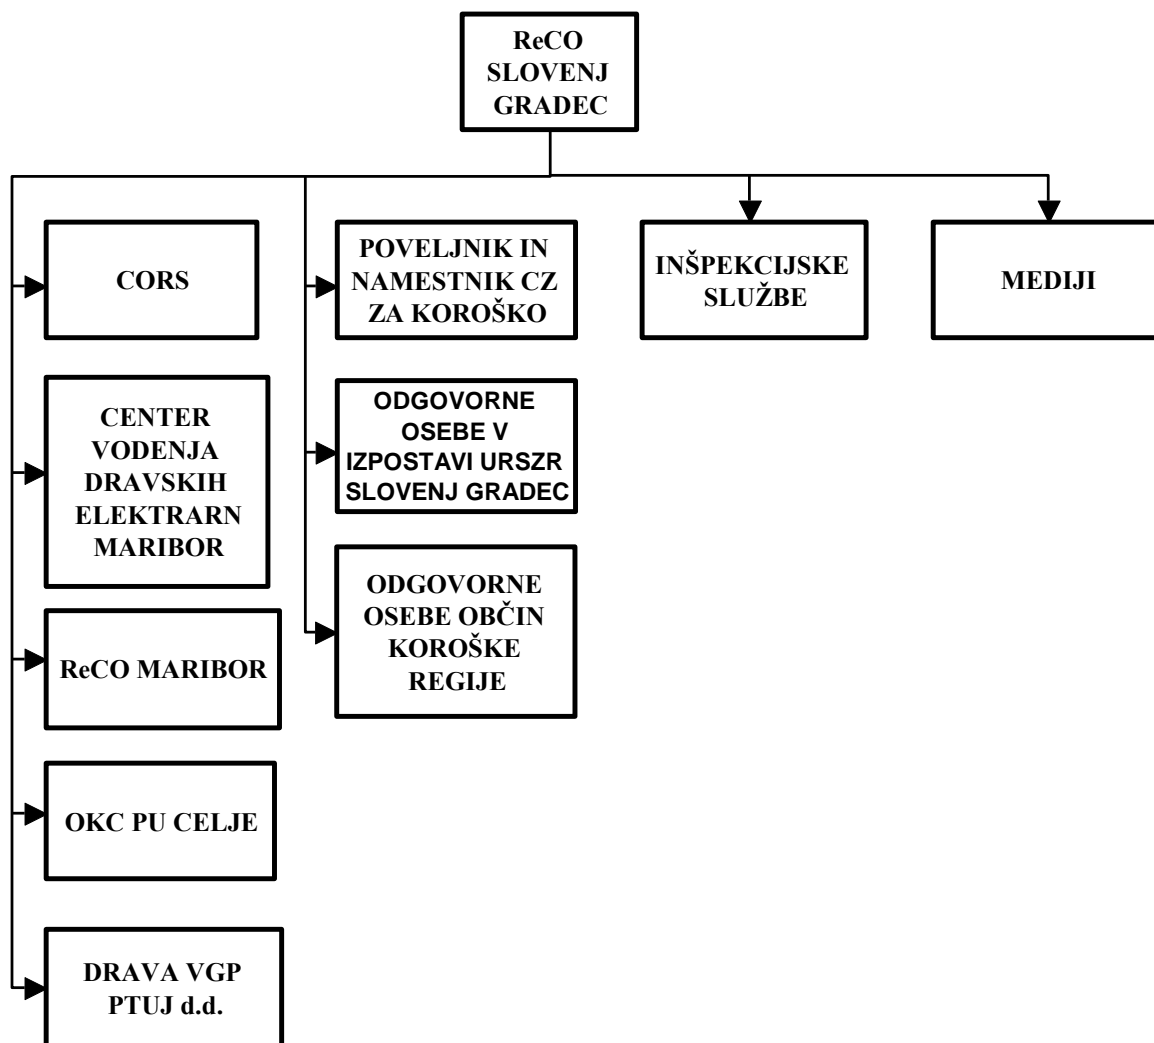 ReCO
SLOVENJ
GRADEC
CORS
POVELJNIK IN
NAMESTNIK CZ
ZA KOROŠKO
INŠPEKCIJSKE
SLUŽBE
MEDIJI
CENTER
VODENJA
DRAVSKIH
ELEKTRARN
MARIBOR
ODGOVORNE
OSEBE V
IZPOSTAVI URSZR
SLOVENJ GRADEC
ReCO MARIBOR
ODGOVORNE
OSEBE OBČIN
KOROŠKE
REGIJE
OKC PU CELJE
DRAVA VGP
PTUJ d.d.